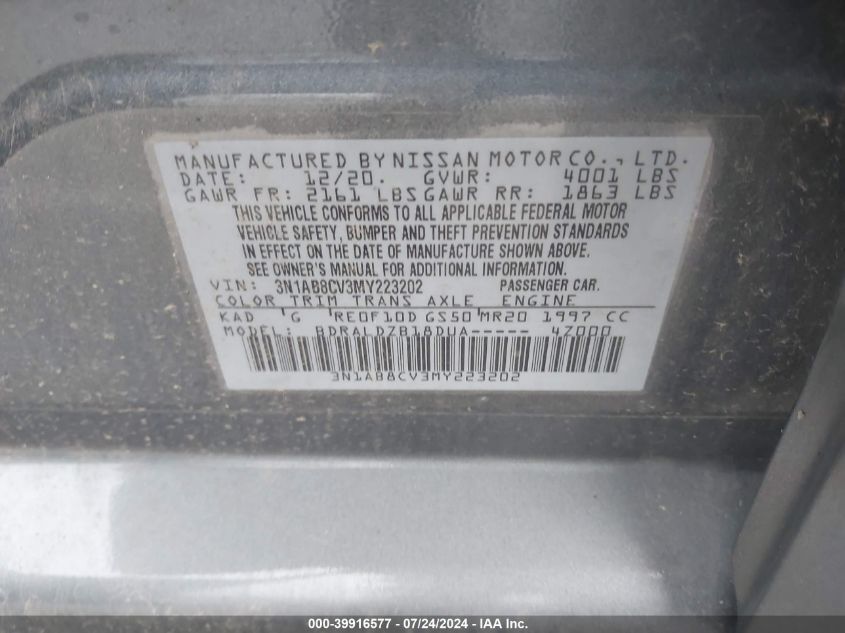 MANUFACTURED BY NISSAN MOTOR CO., LTD.
DATE: 12/20. GVWR: 4001 LBS
GAWR FR: 2161 LBS GAWR RR: 1863 LBS
THIS VEHICLE CONFORMS TO ALL APPLICABLE FEDERAL MOTOR
VEHICLE SAFETY, BUMPER AND THEFT PREVENTION STANDARDS
IN EFFECT ON THE DATE OF MANUFACTURE SHOWN ABOVE.
SEE OWNER'S MANUAL FOR ADDITIONAL INFORMATION.
VIN: 3N1AB8CV3MY223202 PASSENGER CAR.
COLOR TRIM TRANS AXLE ENGINE
KAD 'G 'RE0F10D GS50'MR20 1997 CC
MODEL: BDRALDZB18DUA----- 4Z000
3N1AB8CV3MY223202
000-39916577 - 07/24/2024 - IAA Inc.